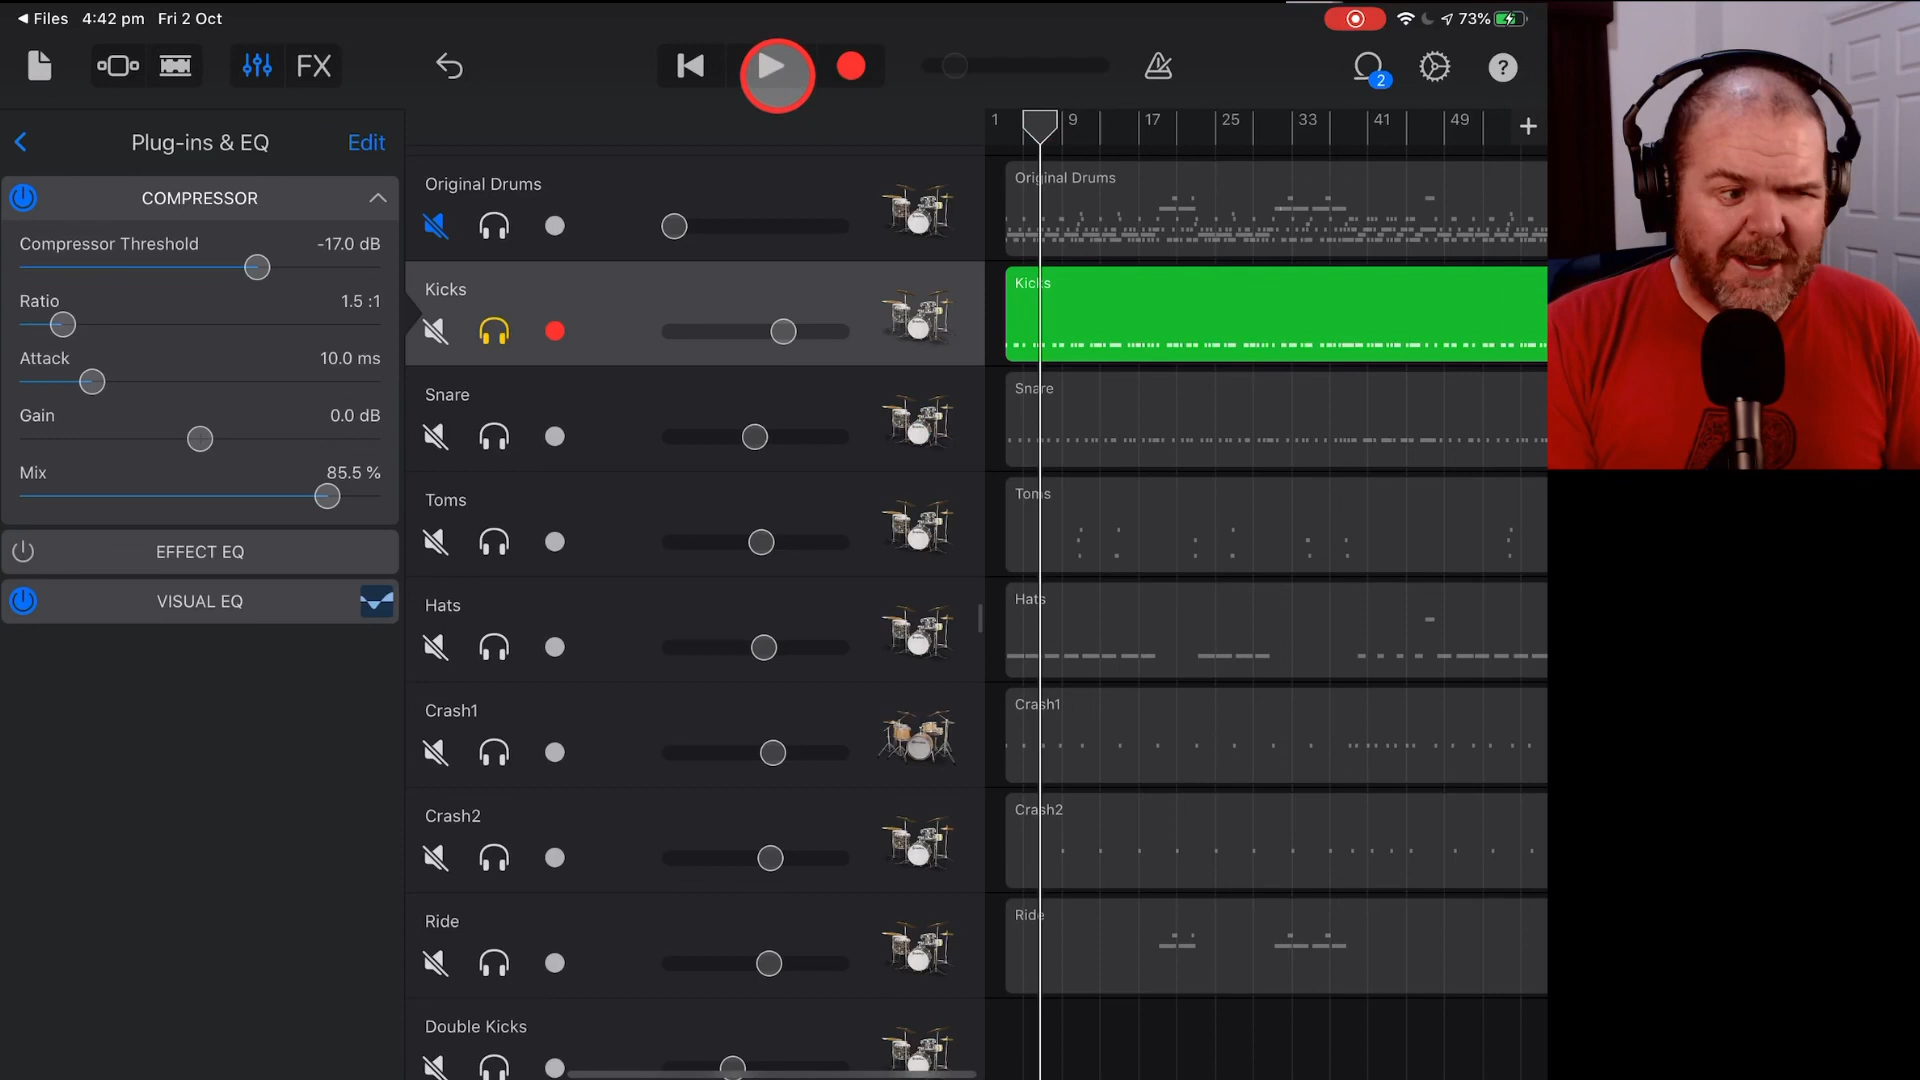 Files 4:42 pm Fri 2 Oct
73%
FX
2
?
Plug-ins & EQ Edit
COMPRESSOR
Compressor Threshold -17.0 dB
Ratio 1.5 :1
Attack 10.0 ms
Gain 0.0 dB
Mix 85.5 %
EFFECT EQ
VISUAL EQ
1 9 17 25 33 41 49 +
Original Drums
Kicks
Snare
Toms
Hats
Crash1
Crash2
Ride
Double Kicks
Original Drums
Kicks
Snare
Toms
Hats
Crash1
Crash2
Ride